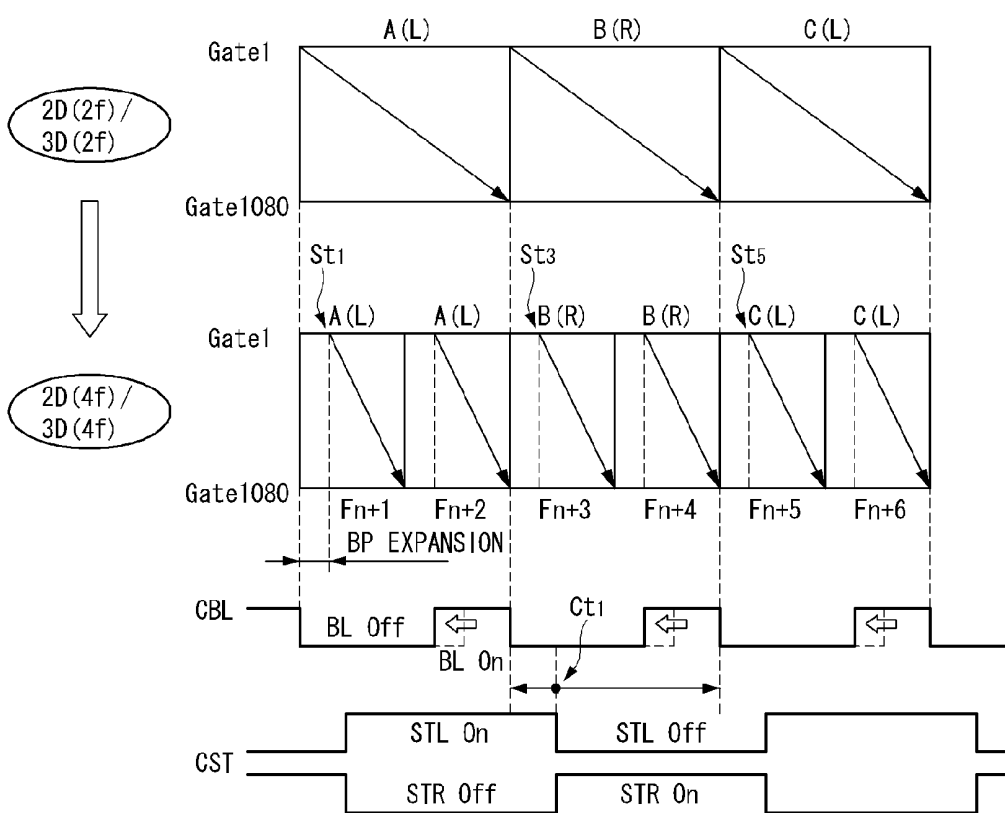 A(L) B(R) C(L)
Gate1
2D(2f)/
3D(2f)
Gate1080
St1 St3 St5
A(L) A(L) B(R) B(R) C(L) C(L)
Gate1
2D(4f)/
3D(4f)
Gate1080
Fn+1 Fn+2 Fn+3 Fn+4 Fn+5 Fn+6
BP EXPANSION
CBL
BL Off
BL On
Ct1
STL On STL Off
CST
STR Off STR On